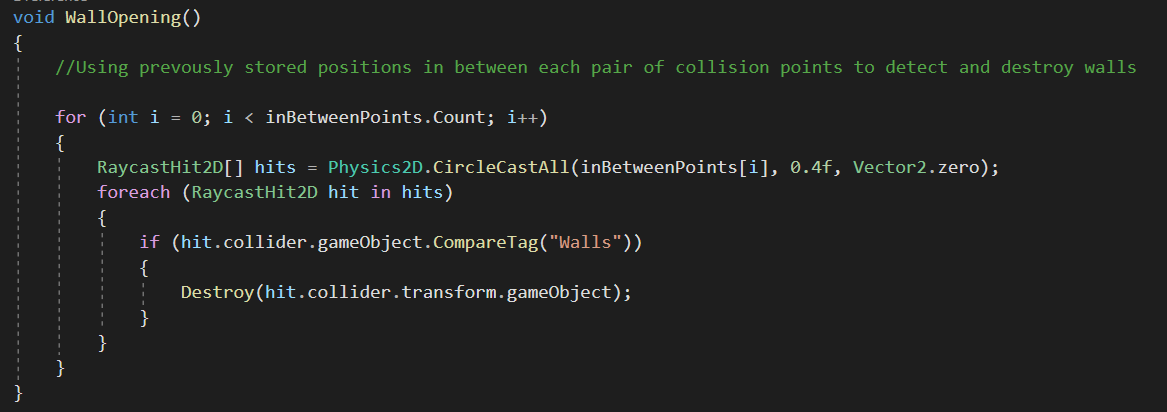 void WallOpening()
{
//Using prevously stored positions in between each pair of collision points to detect and destroy walls
for (int i = 0; i < inBetweenPoints.Count; i++)
{
RaycastHit2D[] hits = Physics2D.CircleCastAll(inBetweenPoints[i], 0.4f, Vector2.zero);
foreach (RaycastHit2D hit in hits)
{
if (hit.collider.gameObject.CompareTag("Walls"))
{
Destroy(hit.collider.transform.gameObject);
}
}
}
}